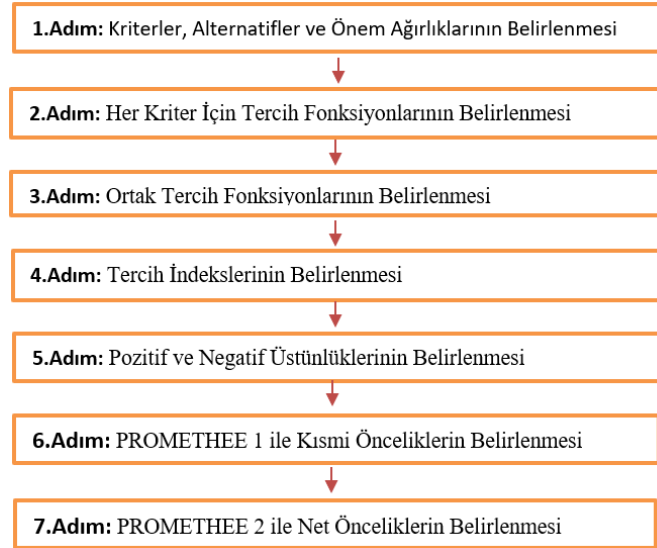 1.Adım: Kriterler, Alternatifler ve Önem Ağırlıklarının Belirlenmesi
2.Adım: Her Kriter İçin Tercih Fonksiyonlarının Belirlenmesi
3.Adım: Ortak Tercih Fonksiyonlarının Belirlenmesi
4.Adım: Tercih İndekslerinin Belirlenmesi
5.Adım: Pozitif ve Negatif Üstünlüklerinin Belirlenmesi
6.Adım: PROMETHEE 1 ile Kısmi Önceliklerin Belirlenmesi
7.Adım: PROMETHEE 2 ile Net Önceliklerin Belirlenmesi